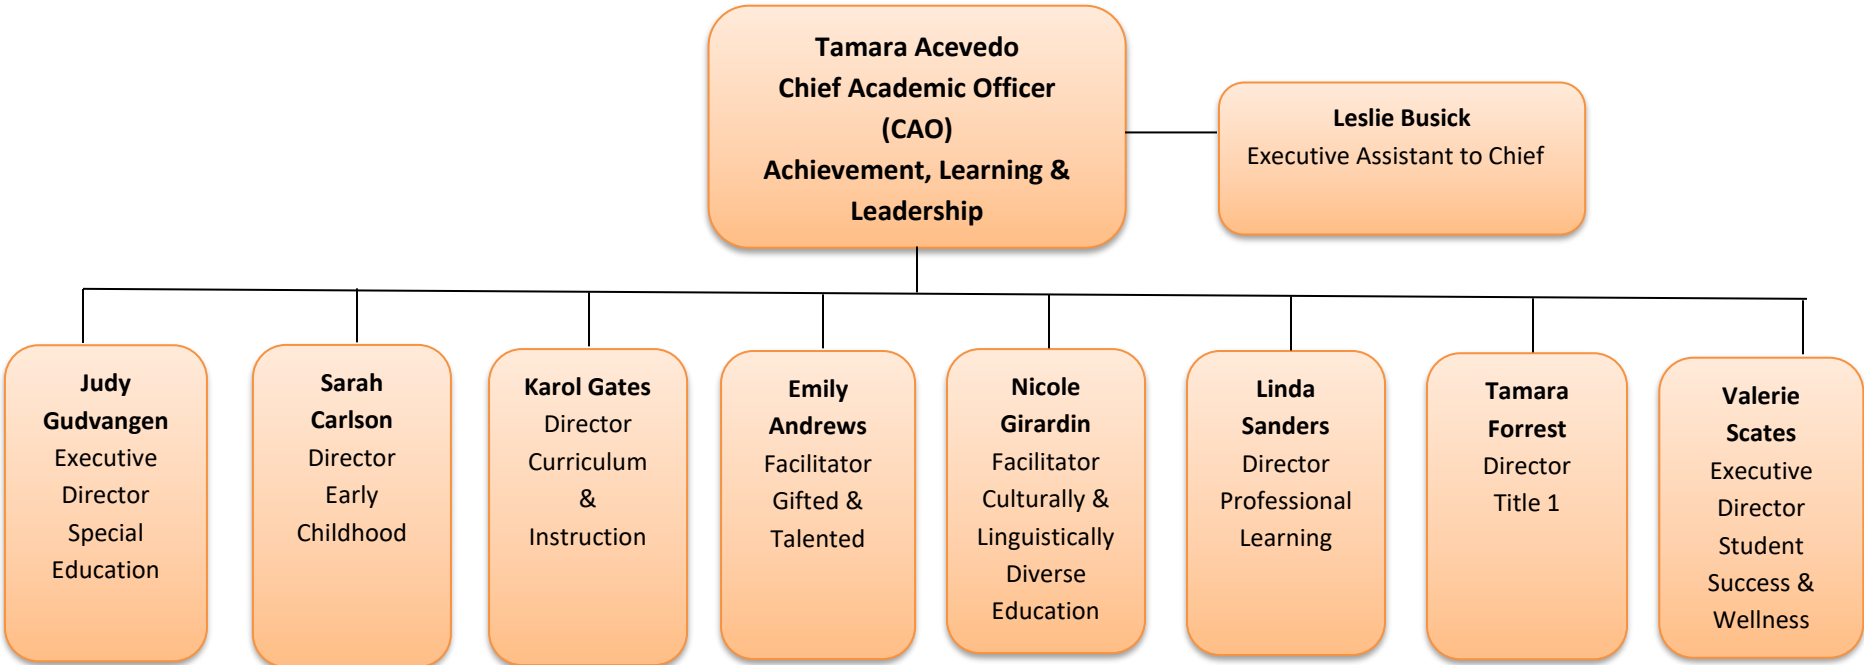 Tamara Acevedo
Chief Academic Officer
(CAO)
Achievement, Learning &
Leadership
Leslie Busick
Executive Assistant to Chief
Judy
Gudvangen
Executive
Director
Special
Education
Sarah
Carlson
Director
Early
Childhood
Karol Gates
Director
Curriculum
&
Instruction
Emily
Andrews
Facilitator
Gifted &
Talented
Nicole
Girardin
Facilitator
Culturally &
Linguistically
Diverse
Education
Linda
Sanders
Director
Professional
Learning
Tamara
Forrest
Director
Title 1
Valerie
Scates
Executive
Director
Student
Success &
Wellness